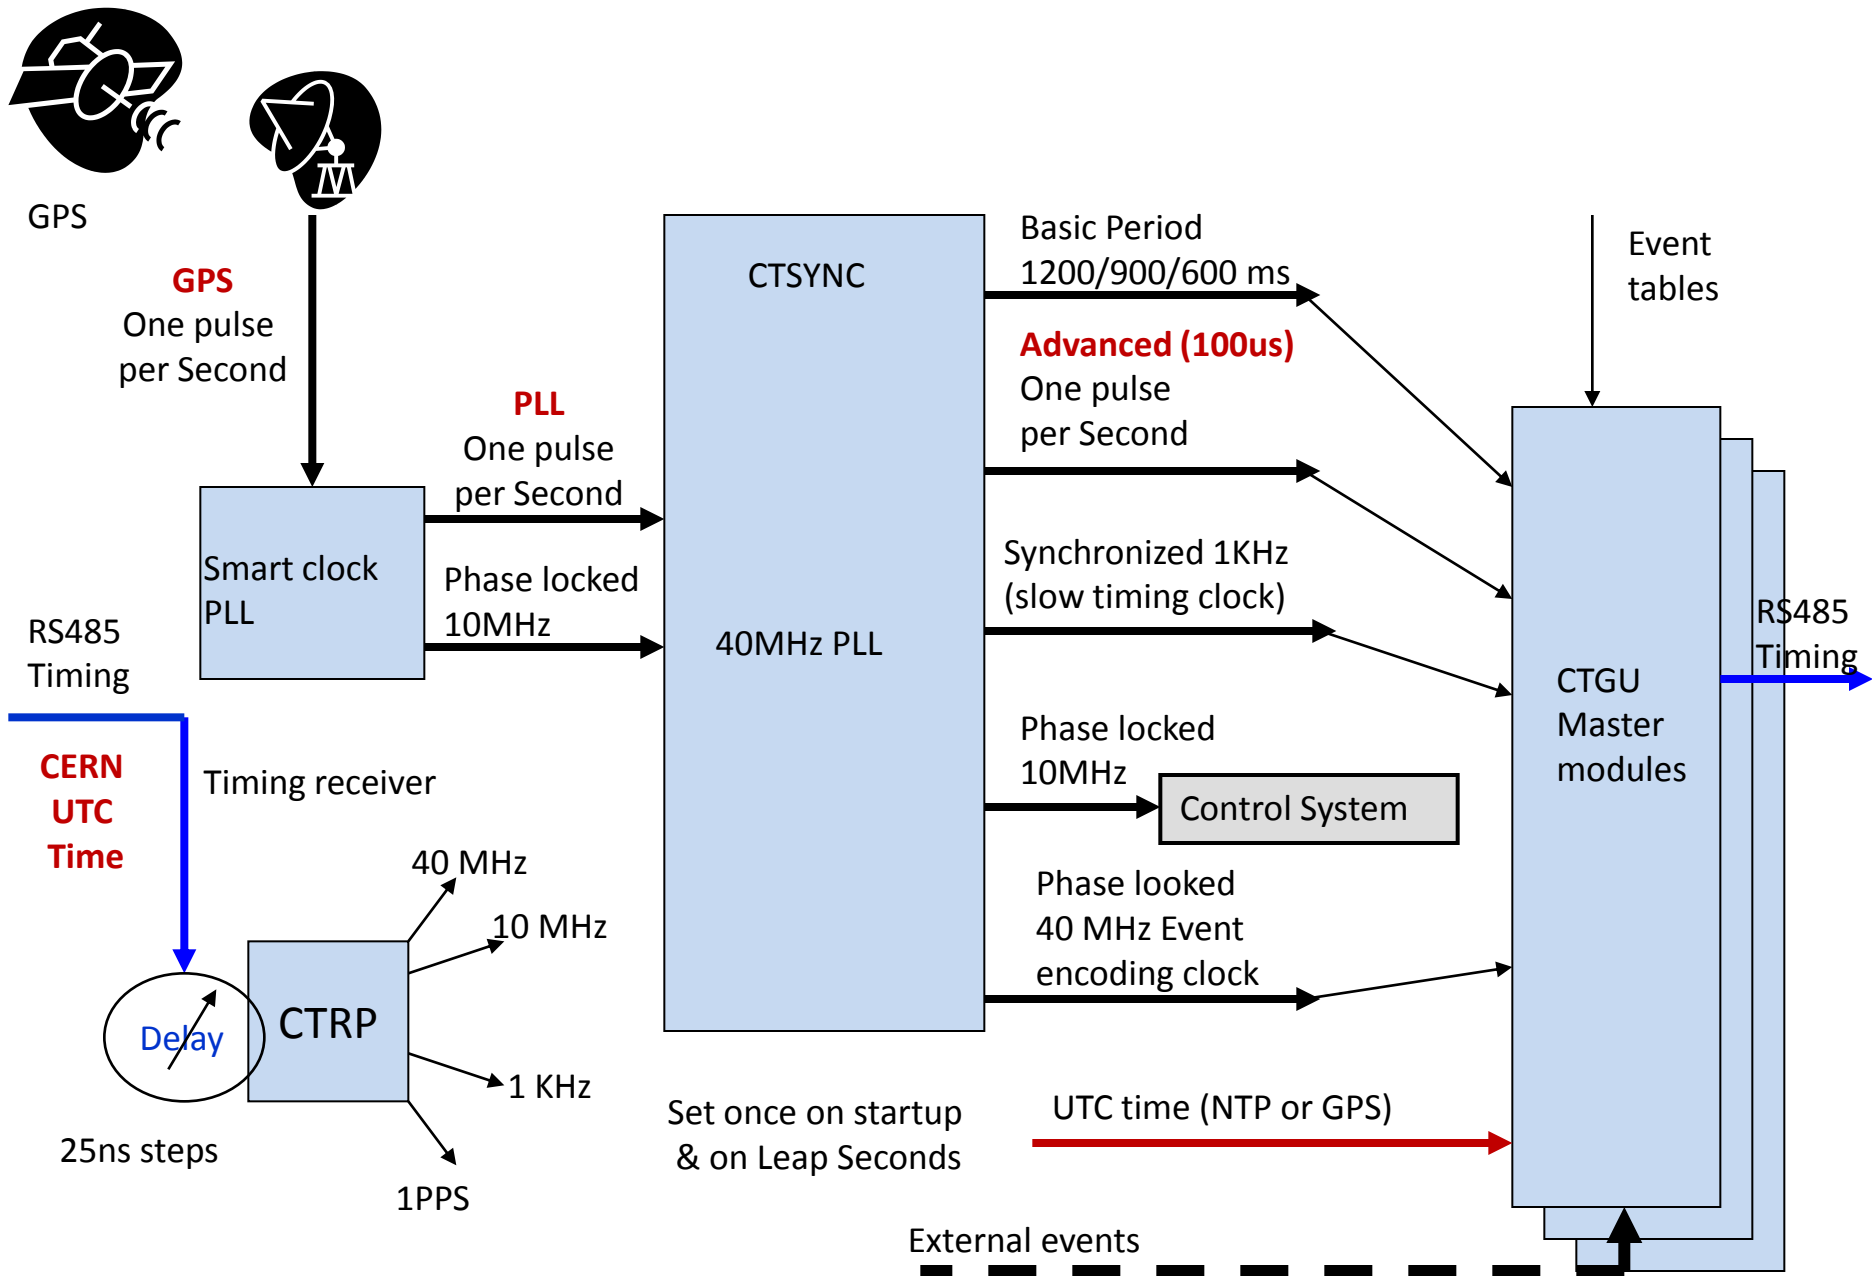 GPS
GPS
One pulse
per Second
Smart clock
PLL
PLL
One pulse
per Second
Phase locked
10MHz
CTSYNC
40MHz PLL
Basic Period
1200/900/600 ms
Advanced (100us)
One pulse
per Second
Synchronized 1KHz
(slow timing clock)
Phase locked
10MHz
Control System
Phase looked
40 MHz Event
encoding clock
Event
tables
CTGU
Master
modules
RS485
Timing
RS485
Timing
CERN
UTC
Time
Timing receiver
40 MHz
10 MHz
CTRP
Delay
1 KHz
25ns steps
1PPS
Set once on startup
& on Leap Seconds
UTC time (NTP or GPS)
External events